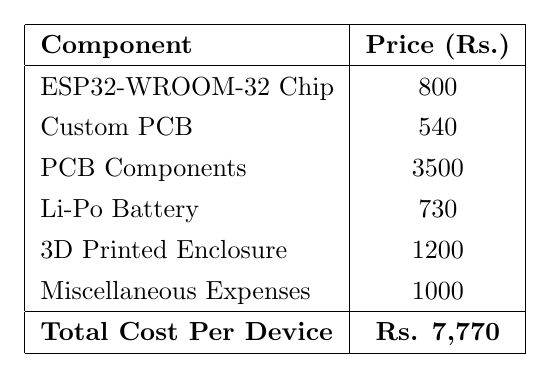 Component Price (Rs.)
ESP32-WROOM-32 Chip 800
Custom PCB 540
PCB Components 3500
Li-Po Battery 730
3D Printed Enclosure 1200
Miscellaneous Expenses 1000
Total Cost Per Device Rs. 7,770